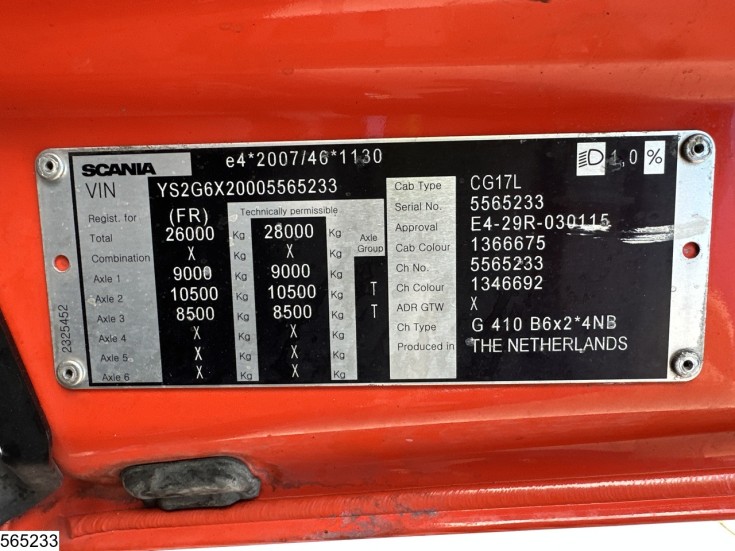 SCANIA e4*2007/46*1130 1,0 %
VIN YS2G6X20005565233
Regist. for (FR) Technically permissible
Total 26000 Kg 28000 Kg Axle Group
Combination X Kg X Kg
Axle 1 9000 Kg 9000 Kg
Axle 2 10500 Kg 10500 Kg T
Axle 3 8500 Kg 8500 Kg T
Axle 4 X Kg X Kg
Axle 5 X Kg X Kg
Axle 6 X Kg X Kg
Cab Type CG17L
Serial No. 5565233
Approval E4-29R-030115
Cab Colour 1366675
Ch No. 5565233
Ch Colour 1346692
ADR GTW X
Ch Type G 410 B6x2*4NB
Produced in THE NETHERLANDS
2325452
565233